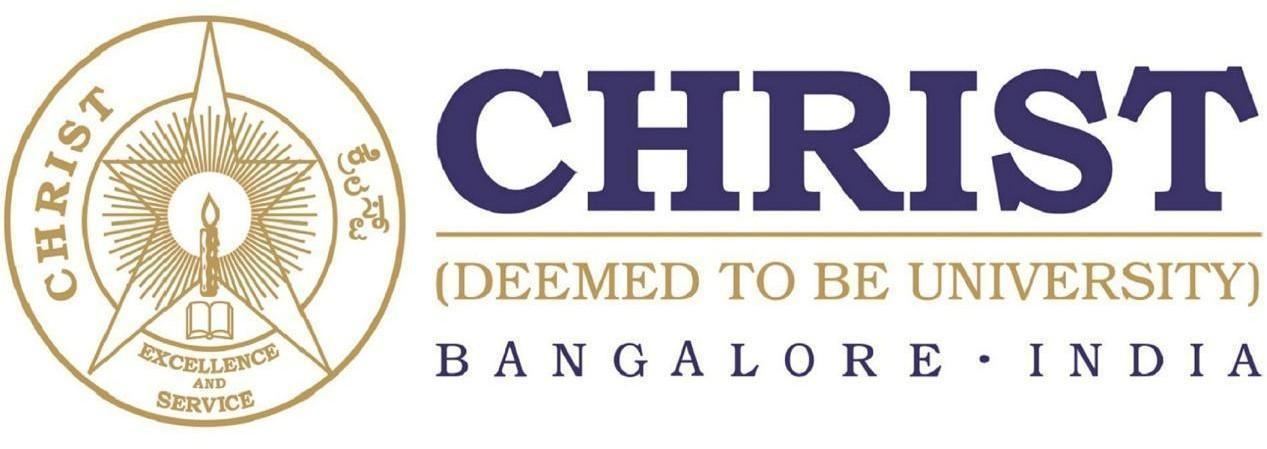 CHRIST
ಕ್ರೈಸ್ಟ್
EXCELLENCE
AND
SERVICE
CHRIST
(DEEMED TO BE UNIVERSITY)
BANGALORE · INDIA